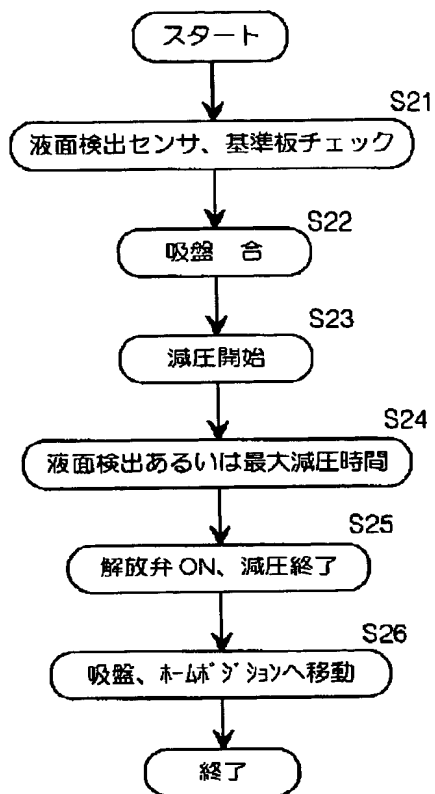 スタート
S21
液面検出センサ、基準板チェック
S22
吸盤 合
S23
減圧開始
S24
液面検出あるいは最大減圧時間
S25
解放弁 ON、減圧終了
S26
吸盤、ﾎｰﾑﾎﾟｼﾞｼｮﾝへ移動
終了